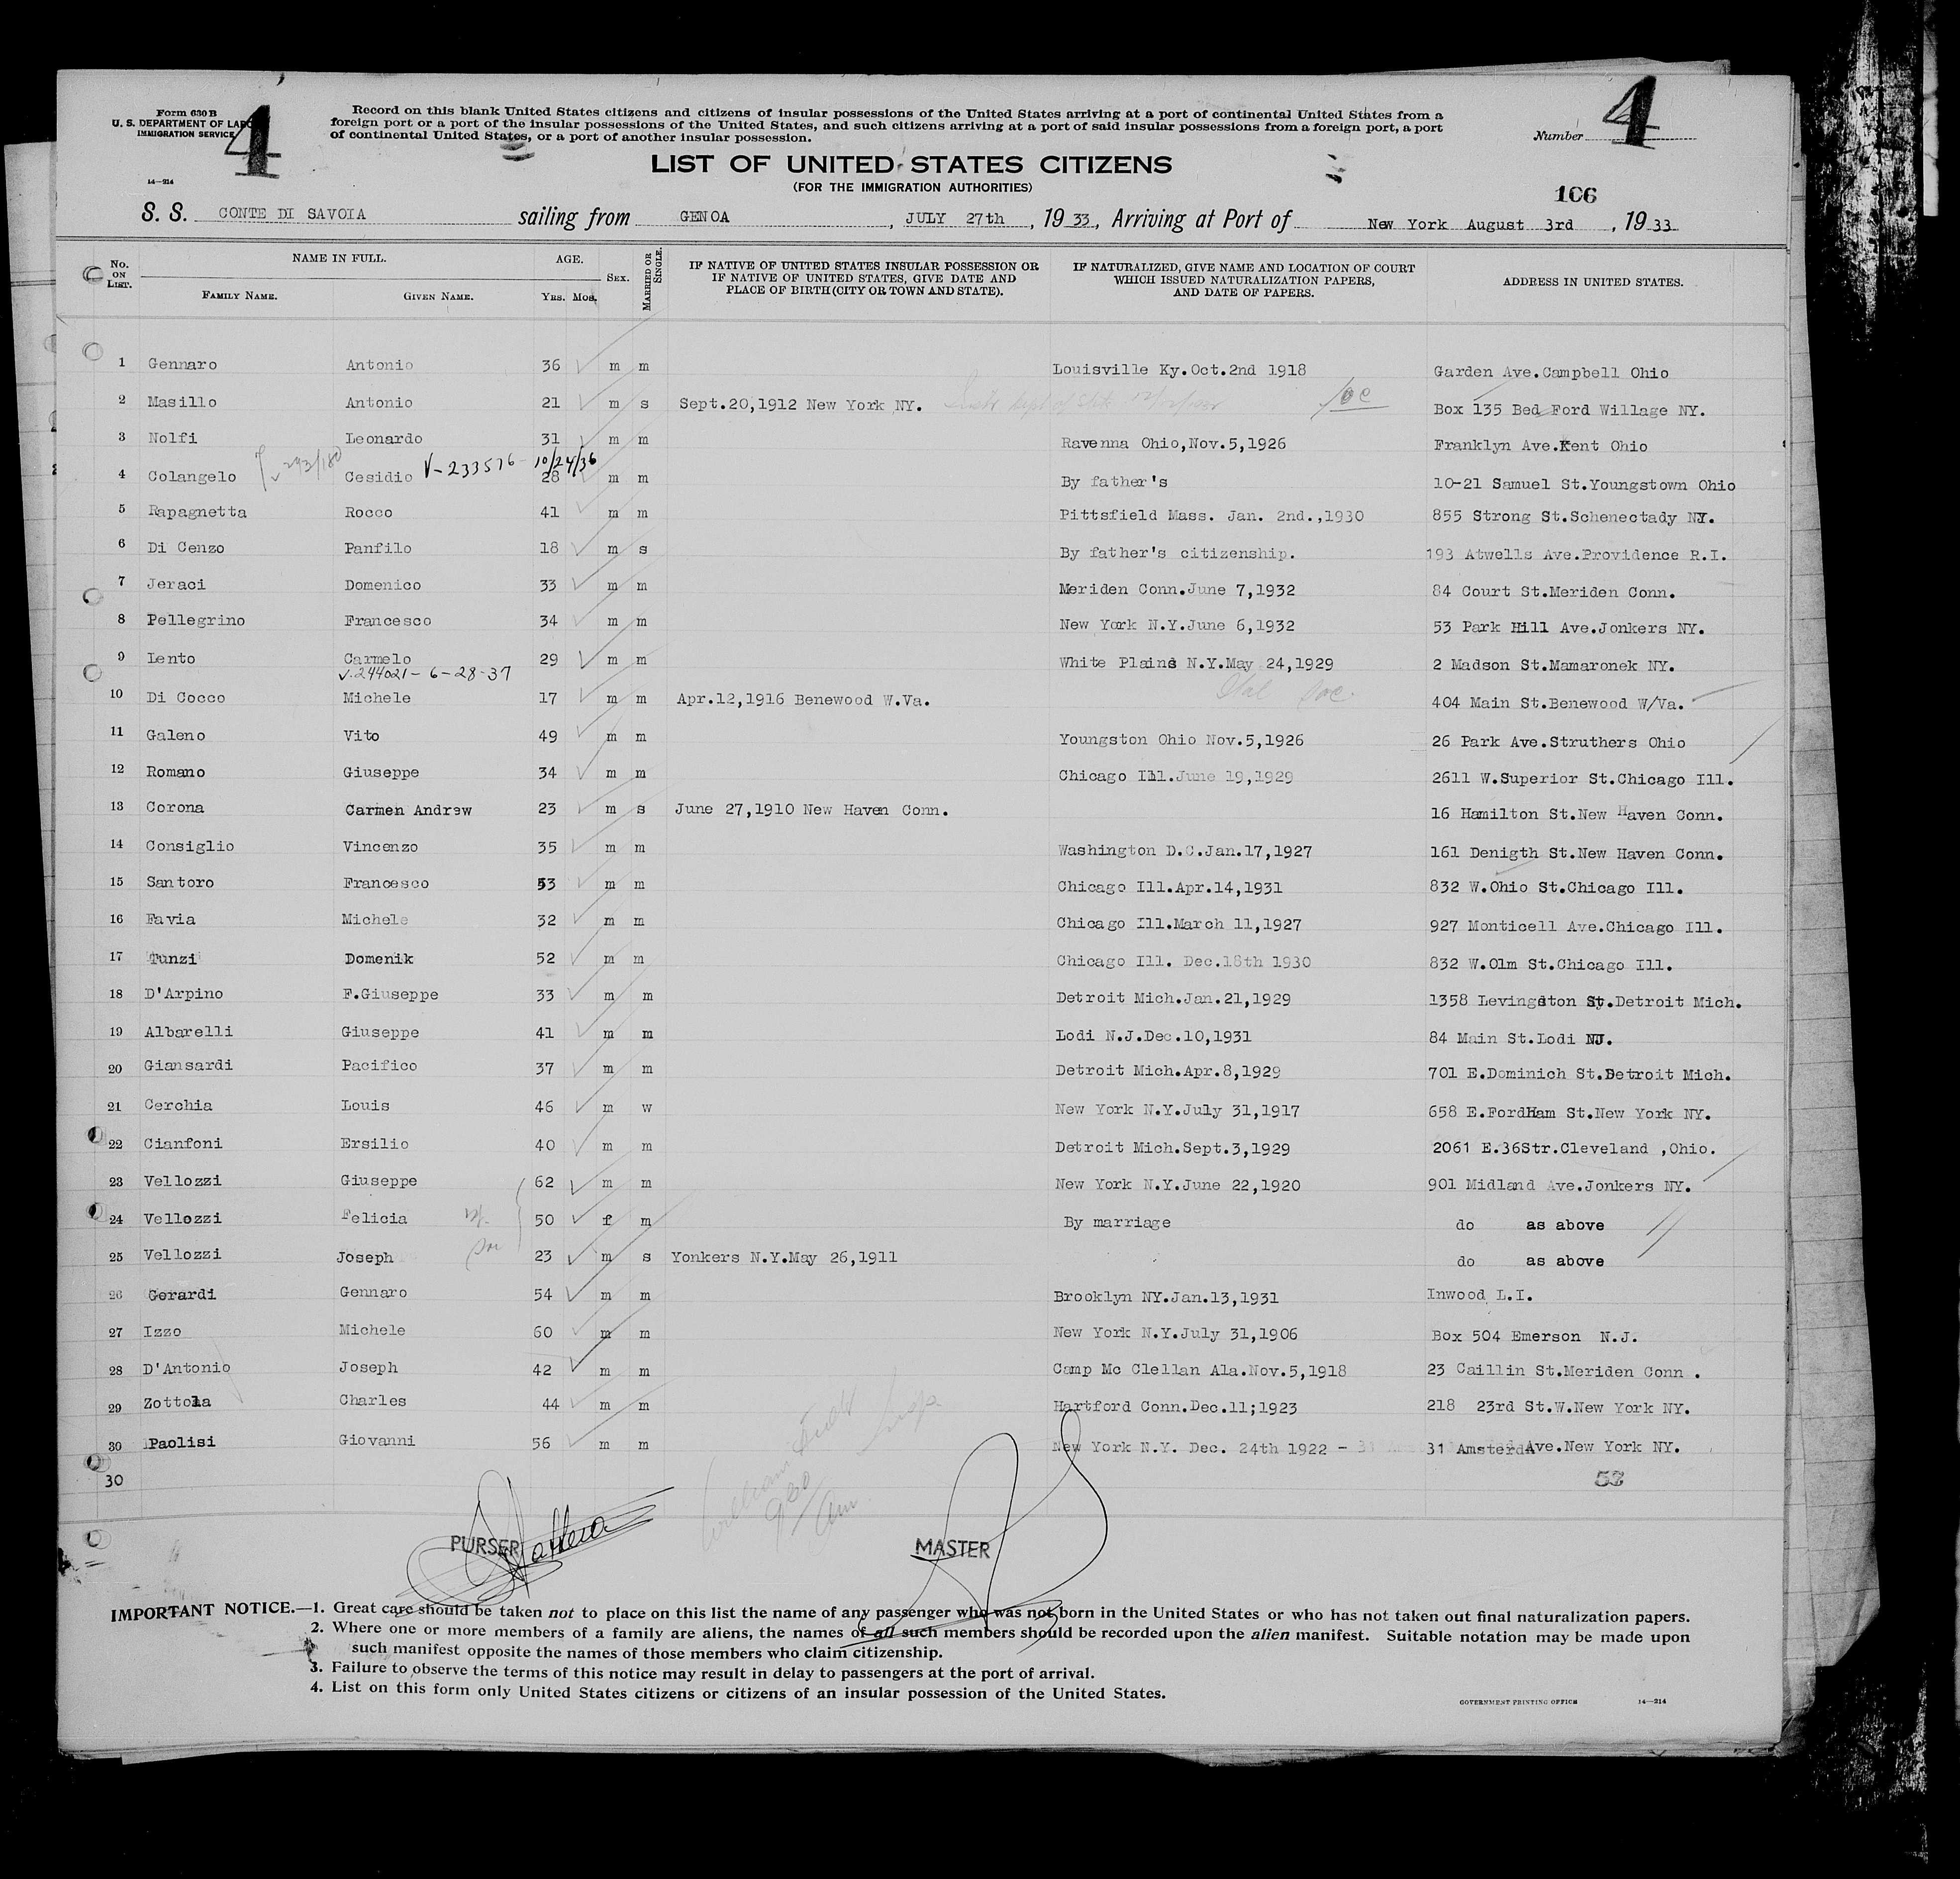 Form 630 B
U. S. DEPARTMENT OF LABOR
IMMIGRATION SERVICE
4
14—214
Record on this blank United States citizens and citizens of insular possessions of the United States arriving at a port of continental United States from a
foreign port or a port of the insular possessions of the United States, and such citizens arriving at a port of said insular possessions from a foreign port, a port
of continental United States, or a port of another insular possession.
Number 4
LIST OF UNITED STATES CITIZENS
(FOR THE IMMIGRATION AUTHORITIES)
106
S. S. CONTE DI SAVOIA sailing from GENOA , JULY 27th , 19 33, Arriving at Port of New York August 3rd , 19 33
No. ON LIST. NAME IN FULL. FAMILY NAME. GIVEN NAME. AGE. YRS. MOS. SEX. MARRIED OR SINGLE. IF NATIVE OF UNITED STATES INSULAR POSSESSION OR IF NATIVE OF UNITED STATES, GIVE DATE AND PLACE OF BIRTH (CITY OR TOWN AND STATE). IF NATURALIZED, GIVE NAME AND LOCATION OF COURT WHICH ISSUED NATURALIZATION PAPERS, AND DATE OF PAPERS. ADDRESS IN UNITED STATES.
1 Gennaro Antonio 36 m m Louisville Ky.Oct.2nd 1918 Garden Ave.Campbell Ohio
2 Masillo Antonio 21 m s Sept.20,1912 New York NY. Box 135 Bed Ford Willage NY.
3 Nolfi Leonardo 31 m m Ravenna Ohio,Nov.5,1926 Franklyn Ave.Kent Ohio
V-233576- 10/24/36
4 Colangelo Cesidio 28 m m By father's 10-21 Samuel St.Youngstown Ohio
5 Rapagnetta Rocco 41 m m Pittsfield Mass. Jan. 2nd.,1930 855 Strong St.Schenectady NY.
6 Di Cenzo Panfilo 18 m s By father's citizenship. 193 Atwells Ave.Providence R.I.
7 Jeraci Domenico 33 m m Meriden Conn.June 7,1932 84 Court St.Meriden Conn.
8 Pellegrino Francesco 34 m m New York N.Y.June 6,1932 53 Park Hill Ave.Jonkers NY.
9 Lento Carmelo 29 m m White Plains N.Y.May 24,1929 2 Madson St.Mamaronek NY.
V.244021- 6-28-37
10 Di Cocco Michele 17 m m Apr.12,1916 Benewood W.Va. 404 Main St.Benewood W/Va.
11 Galeno Vito 49 m m Youngston Ohio Nov.5,1926 26 Park Ave.Struthers Ohio
12 Romano Giuseppe 34 m m Chicago Ill.June 19,1929 2611 W.Superior St.Chicago Ill.
13 Corona Carmen Andrew 23 m s June 27,1910 New Haven Conn. 16 Hamilton St.New Haven Conn.
14 Consiglio Vincenzo 35 m m Washington D.C.Jan.17,1927 161 Denigth St.New Haven Conn.
15 Santoro Francesco 53 m m Chicago Ill.Apr.14,1931 832 W.Ohio St.Chicago Ill.
16 Favia Michele 32 m m Chicago Ill.March 11,1927 927 Monticell Ave.Chicago Ill.
17 Tunzi Domenik 52 m m Chicago Ill. Dec.18th 1930 832 W.Olm St.Chicago Ill.
18 D'Arpino F.Giuseppe 33 m m Detroit Mich.Jan.21,1929 1358 Levingston St.Detroit Mich.
19 Albarelli Giuseppe 41 m m Lodi N.J.Dec.10,1931 84 Main St.Lodi NJ.
20 Giansardi Pacifico 37 m m Detroit Mich.Apr.8,1929 701 E.Dominich St.Detroit Mich.
21 Cerchia Louis 46 m w New York N.Y.July 31,1917 658 E.FordHam St.New York NY.
22 Cianfoni Ersilio 40 m m Detroit Mich.Sept.3,1929 2061 E.36Str.Cleveland ,Ohio.
23 Vellozzi Giuseppe 62 m m New York N.Y.June 22,1920 901 Midland Ave.Jonkers NY.
24 Vellozzi Felicia 50 f m By marriage do as above
25 Vellozzi Joseph 23 m s Yonkers N.Y.May 26,1911 do as above
26 Gerardi Gennaro 54 m m Brooklyn NY.Jan.13,1931 Inwood L.I.
27 Izzo Michele 60 m m New York N.Y.July 31,1906 Box 504 Emerson N.J.
28 D'Antonio Joseph 42 m m Camp Mc Clellan Ala.Nov.5,1918 23 Caillin St.Meriden Conn .
29 Zottola Charles 44 m m Hartford Conn.Dec.11;1923 218 23rd St.W.New York NY.
30 Paolisi Giovanni 56 m m New York N.Y. Dec. 24th 1922 - 31 Amsterd Ave.New York NY.
30
53
PURSER
MASTER
IMPORTANT NOTICE.—1. Great care should be taken not to place on this list the name of any passenger who was not born in the United States or who has not taken out final naturalization papers.
2. Where one or more members of a family are aliens, the names of all such members should be recorded upon the alien manifest. Suitable notation may be made upon
such manifest opposite the names of those members who claim citizenship.
3. Failure to observe the terms of this notice may result in delay to passengers at the port of arrival.
4. List on this form only United States citizens or citizens of an insular possession of the United States.
GOVERNMENT PRINTING OFFICE 14—214